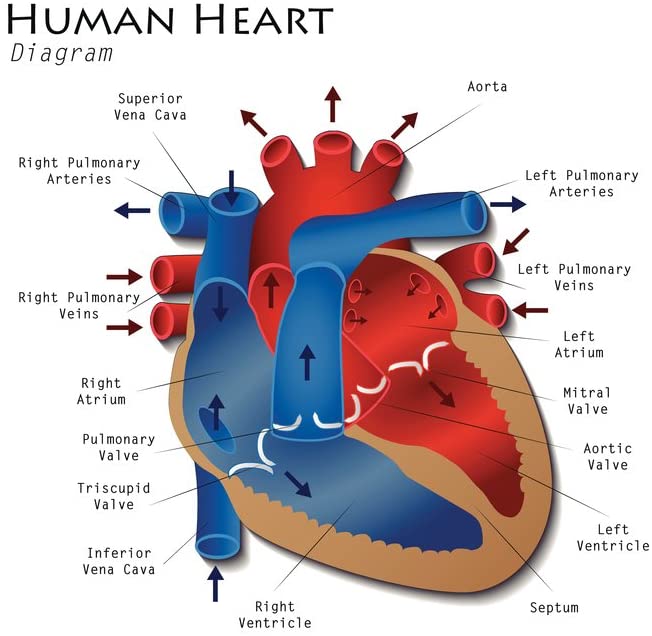 HUMAN HEART
Diagram
Aorta
Superior
Vena Cava
Right Pulmonary
Arteries
Left Pulmonary
Arteries
Left Pulmonary
Veins
Right Pulmonary
Veins
Left
Atrium
Right
Atrium
Mitral
Valve
Pulmonary
Valve
Aortic
Valve
Triscupid
Valve
Left
Ventricle
Inferior
Vena Cava
Right
Ventricle
Septum